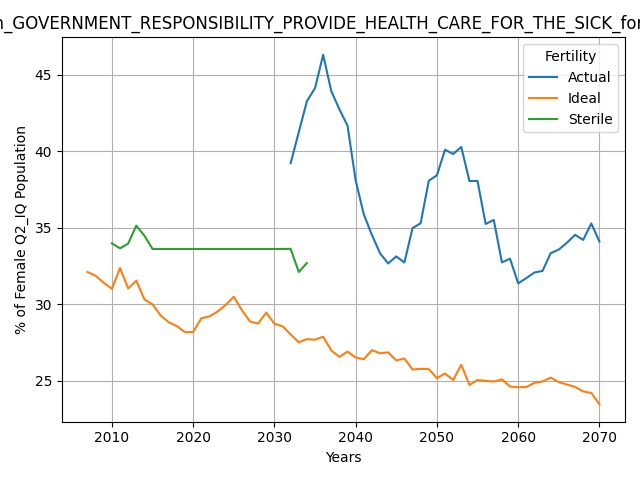 GOVERNMENT_RESPONSIBILITY_PROVIDE_HEALTH_CARE_FOR_THE_SICK_for
Fertility
Actual
Ideal
Sterile
% of Female Q2_IQ Population
45
40
35
30
25
2010 2020 2030 2040 2050 2060 2070
Years